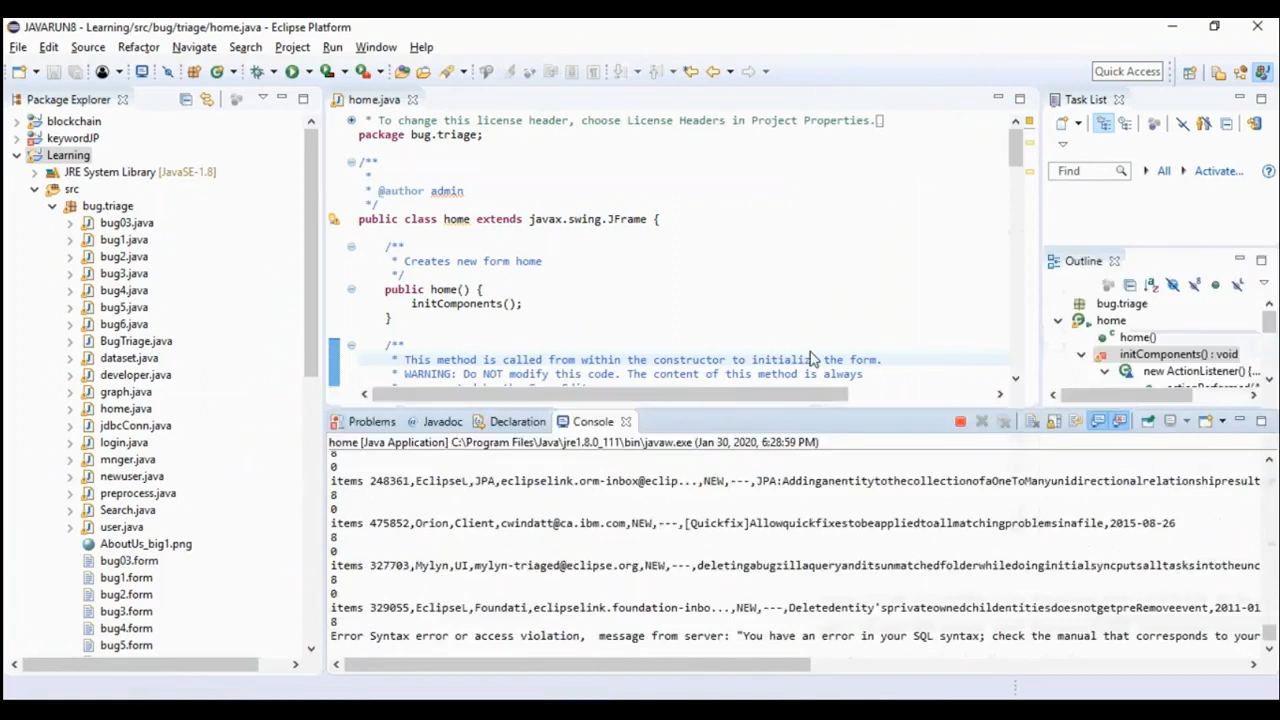 JAVARUN8 - Learning/src/bug/triage/home.java - Eclipse Platform
File Edit Source Refactor Navigate Search Project Run Window Help
Quick Access
Package Explorer
blockchain
keywordJP
Learning
JRE System Library [JavaSE-1.8]
src
bug.triage
bug03.java
bug1.java
bug2.java
bug3.java
bug4.java
bug5.java
bug6.java
BugTriage.java
dataset.java
developer.java
graph.java
home.java
jdbcConn.java
login.java
mnger.java
newuser.java
preprocess.java
Search.java
user.java
AboutUs_big1.png
bug03.form
bug1.form
bug2.form
bug3.form
bug4.form
bug5.form
home.java
* To change this license header, choose License Headers in Project Properties.
package bug.triage;
/**
*
* @author admin
*/
public class home extends javax.swing.JFrame {
/**
* Creates new form home
*/
public home() {
initComponents();
}
/**
* This method is called from within the constructor to initialize the form.
* WARNING: Do NOT modify this code. The content of this method is always
Task List
Find All Activate...
Outline
bug.triage
home
home()
initComponents() : void
new ActionListener() {...
Problems Javadoc Declaration Console
home [Java Application] C:\Program Files\Java\jre1.8.0_111\bin\javaw.exe (Jan 30, 2020, 6:28:59 PM)
8
0
items 248361,EclipseL,JPA,eclipselink.orm-inbox@eclip...,NEW,---,JPA:AddinganentitytothecollectionofaOneToManyunidirectionalrelationshipresult
8
0
items 475852,Orion,Client,cwindatt@ca.ibm.com,NEW,---,[Quickfix]Allowquickfixestobeappliedtoallmatchingproblemsinafile,2015-08-26
8
0
items 327703,Mylyn,UI,mylyn-triaged@eclipse.org,NEW,---,deletingabugzillaqueryanditsunmatchedfolderwhiledoinginitialsyncputsalltasksintotheunc
8
0
items 329055,EclipseL,Foundati,eclipselink.foundation-inbo...,NEW,---,Deletedentity'sprivateownedchildentitiesdoesnotgetpreRemoveevent,2011-01
8
Error Syntax error or access violation,  message from server: "You have an error in your SQL syntax; check the manual that corresponds to your